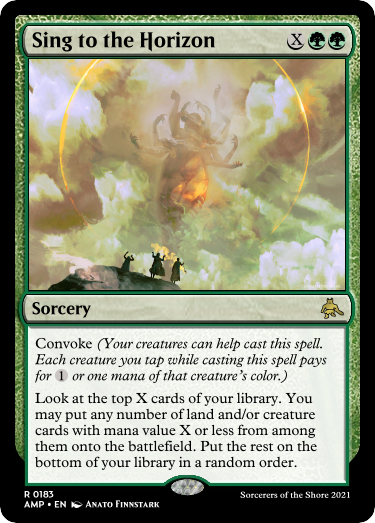 Sing to the Horizon X
Sorcery
Convoke (Your creatures can help cast this spell.
Each creature you tap while casting this spell pays
for 1 or one mana of that creature's color.)
Look at the top X cards of your library. You
may put any number of land and/or creature
cards with mana value X or less from among
them onto the battlefield. Put the rest on the
bottom of your library in a random order.
R 0183
AMP • EN Anato Finnstark Sorcerers of the Shore 2021